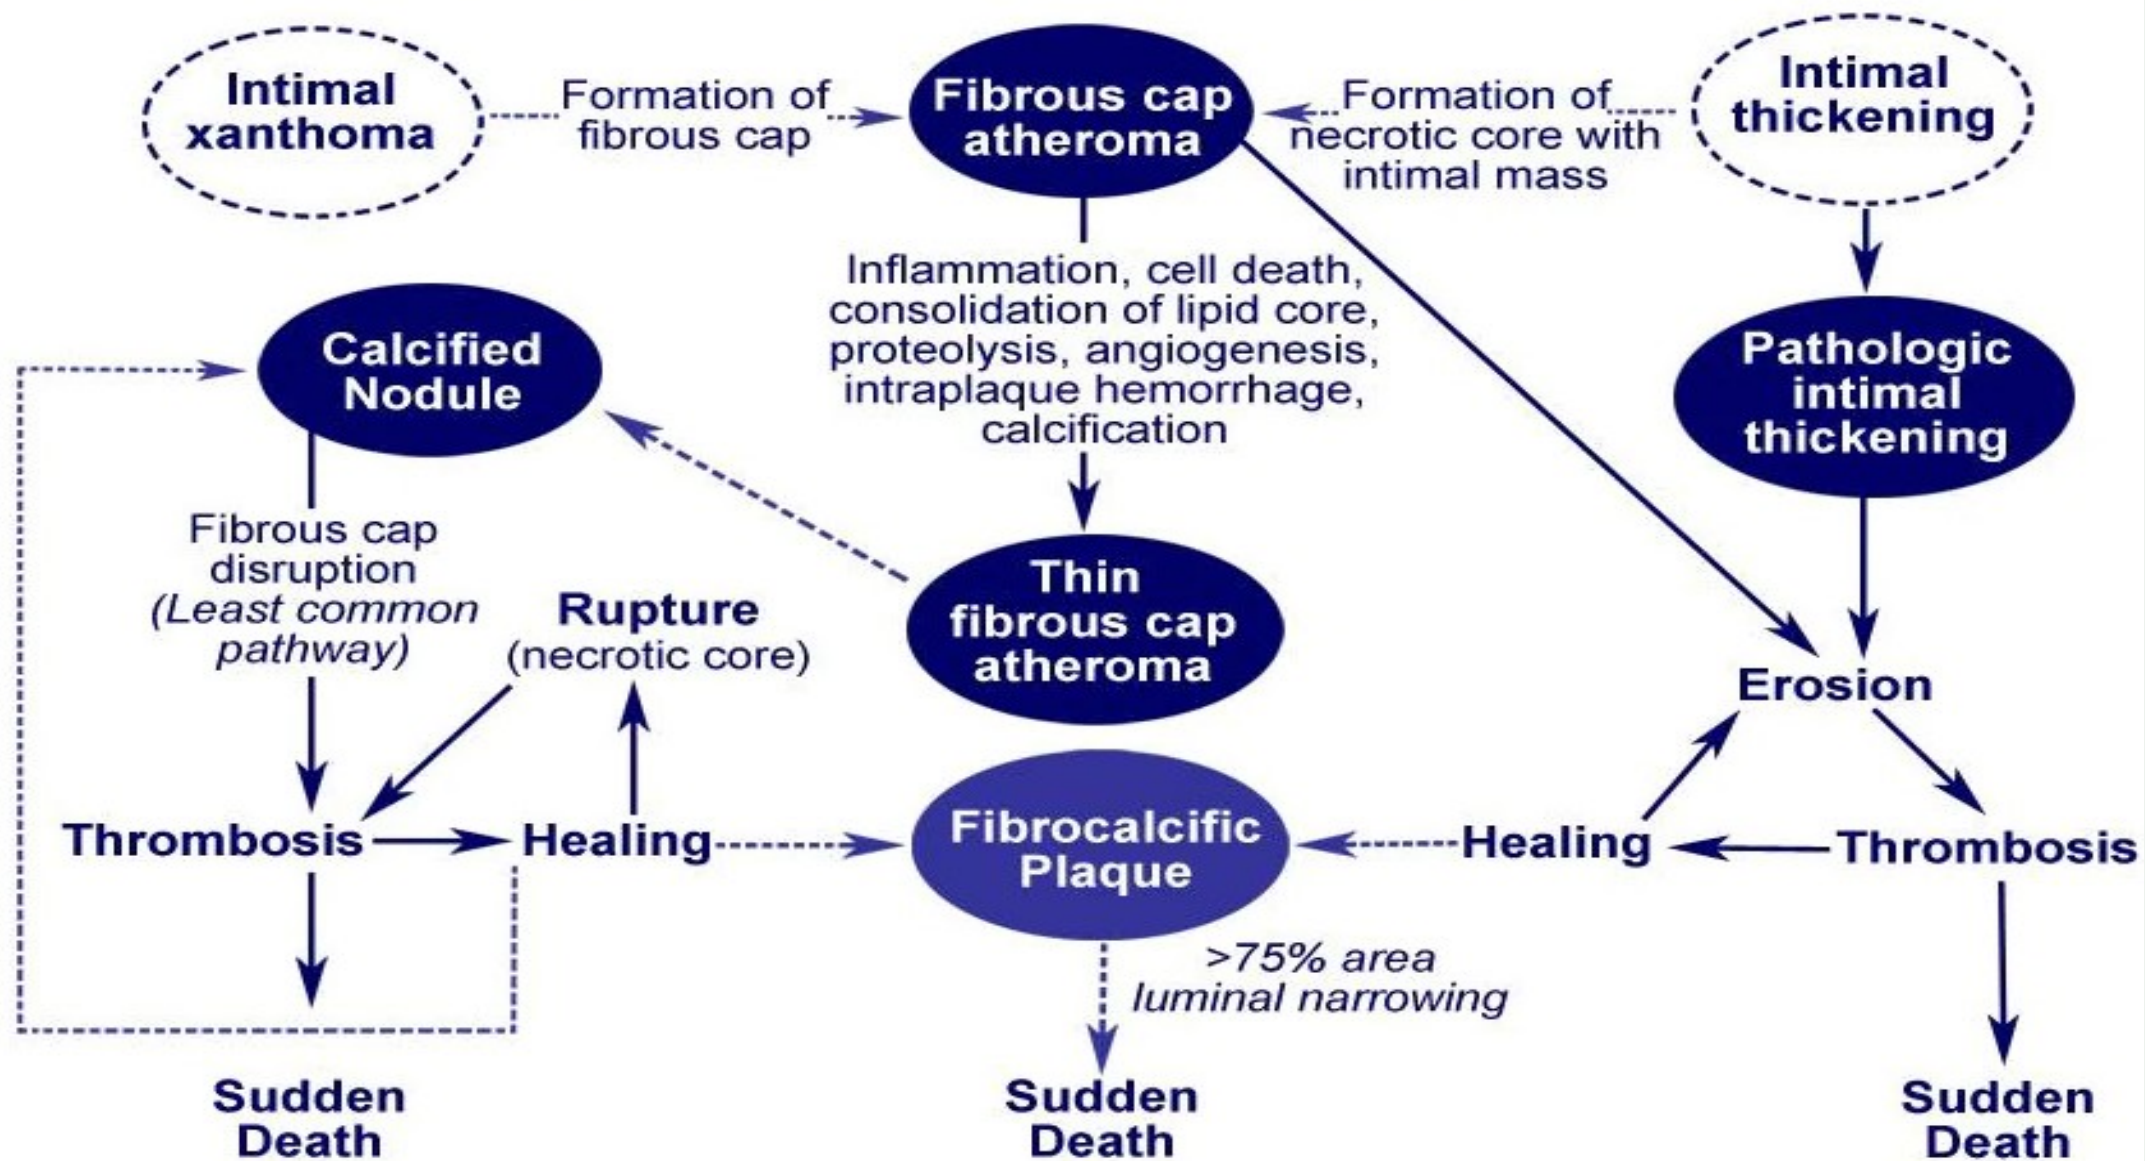 Intimal
xanthoma
Formation of
fibrous cap
Fibrous cap
atheroma
Formation of
necrotic core with
intimal mass
Intimal
thickening
Inflammation, cell death,
consolidation of lipid core,
proteolysis, angiogenesis,
intraplaque hemorrhage,
calcification
Calcified
Nodule
Pathologic
intimal
thickening
Fibrous cap
disruption
(Least common
pathway)
Rupture
(necrotic core)
Thin
fibrous cap
atheroma
Erosion
Thrombosis
Healing
Fibrocalcific
Plaque
Healing
Thrombosis
>75% area
luminal narrowing
Sudden
Death
Sudden
Death
Sudden
Death